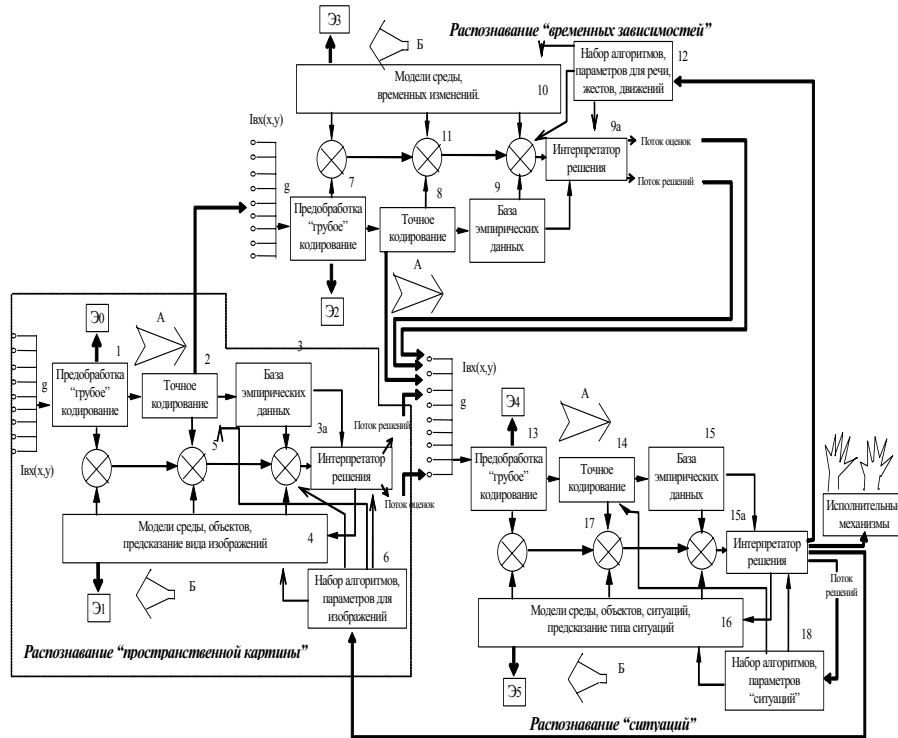 Э3
Б
Распознавание “временных зависимостей”
Набор алгоритмов,
параметров для речи,
жестов, движений
12
Модели среды,
временных изменений.
10
Iвх(x,y)
g
11
9а
Интерпретатор
решения
Поток оценок
Поток решений
7
8
9
Предобработка
“грубое”
кодирование
Точное
кодирование
База
эмпирических
данных
Э2
А
Э0
А
1
2
3
Iвх(x,y)
g
Предобработка
“грубое”
кодирование
Точное
кодирование
База
эмпирических
данных
3а
5
Интерпретатор
решения
Поток решений
Поток оценок
Модели среды, объектов,
предсказание вида изображений
4
6
Набор алгоритмов,
параметров для
изображений
Э1
Б
Распознавание “пространственной картины”
Iвх(x,y)
g
Э4
А
13
14
15
Предобработка
“грубое”
кодирование
Точное
кодирование
База
эмпирических
данных
15а
17
Интерпретатор
решения
Исполнительные
механизмы
Поток
решений
Модели среды, объектов, ситуаций,
предсказание типа ситуаций
16
18
Набор алгоритмов,
параметров
“ситуаций”
Э5
Б
Распознавание “ситуаций”